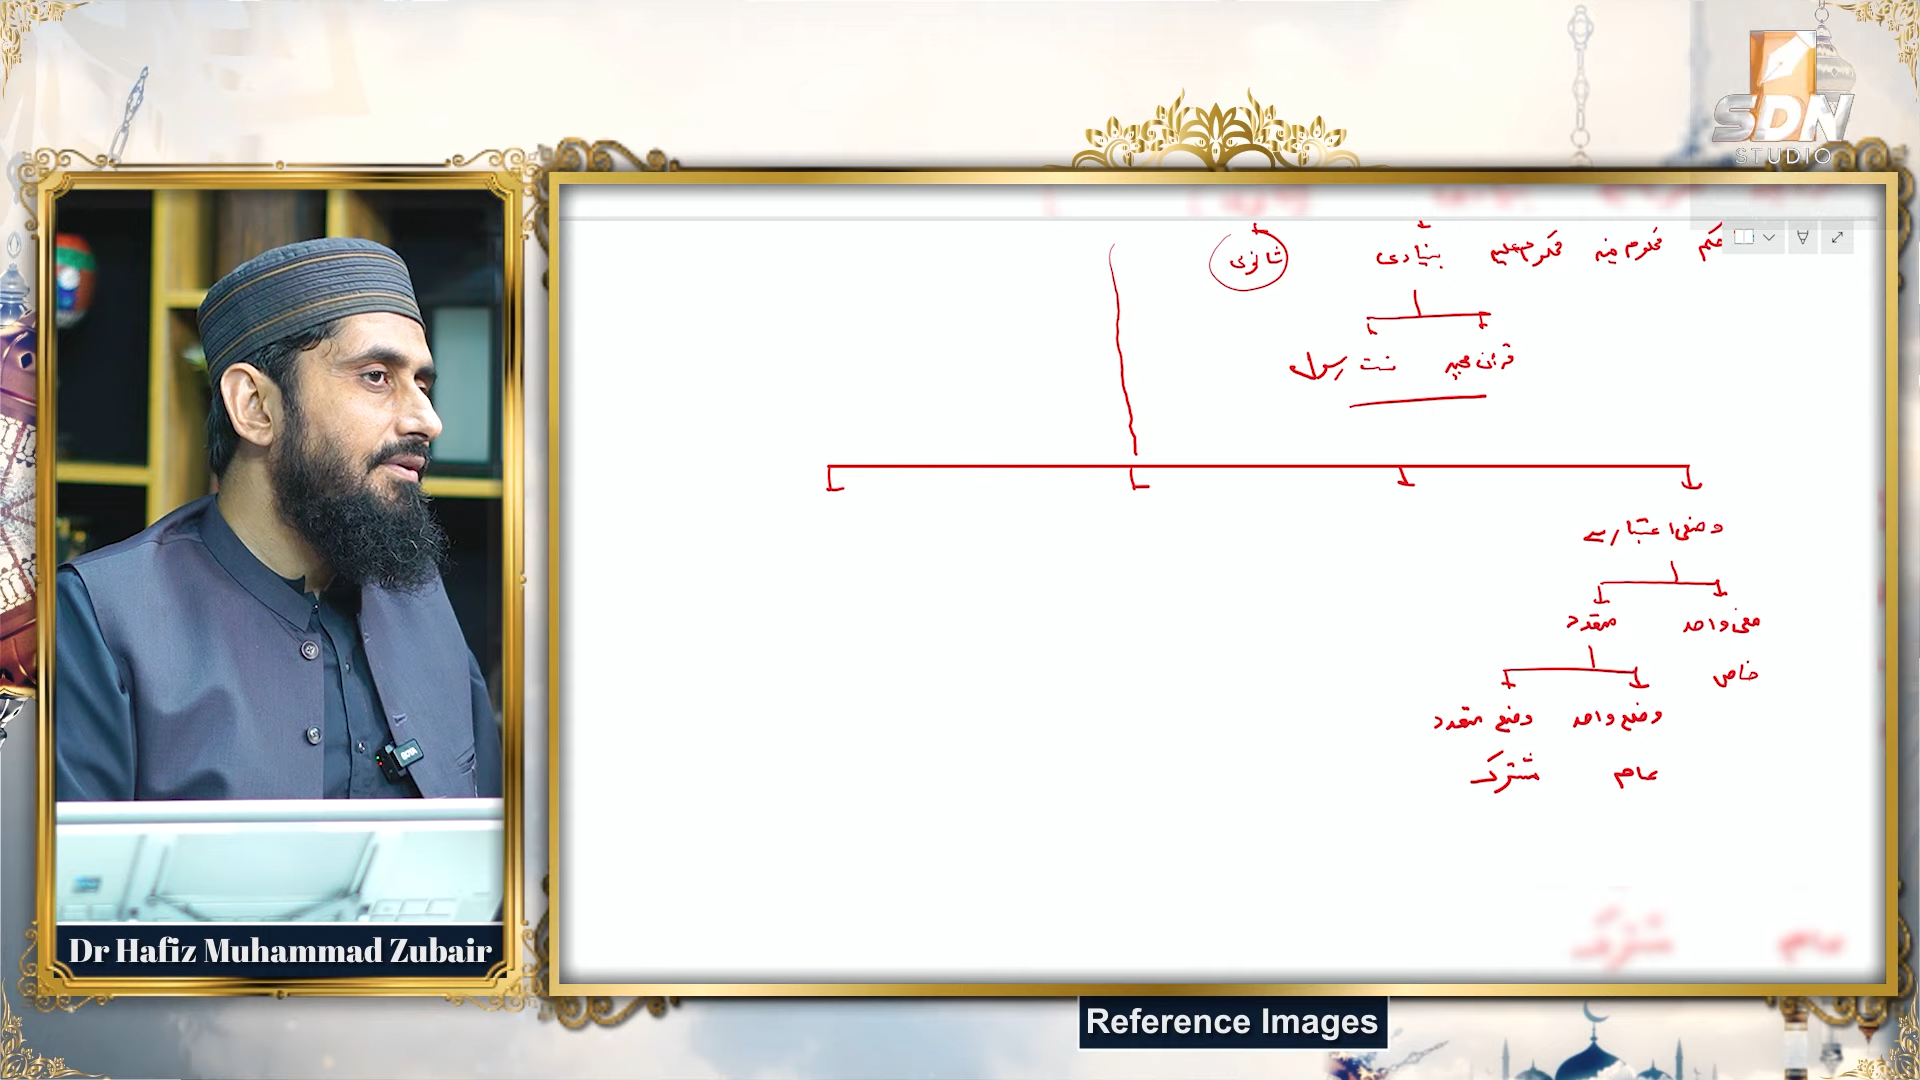 SDN
STUDIO
حکم محکوم فیہ محکوم علیہ بنیادی ثانوی
قرآن مجید سنت رسول
وضعی اعتبار سے
معنی واحد متعدد
خاص
وضع واحد وضع متعدد
عام مشترک
Dr Hafiz Muhammad Zubair
Reference Images